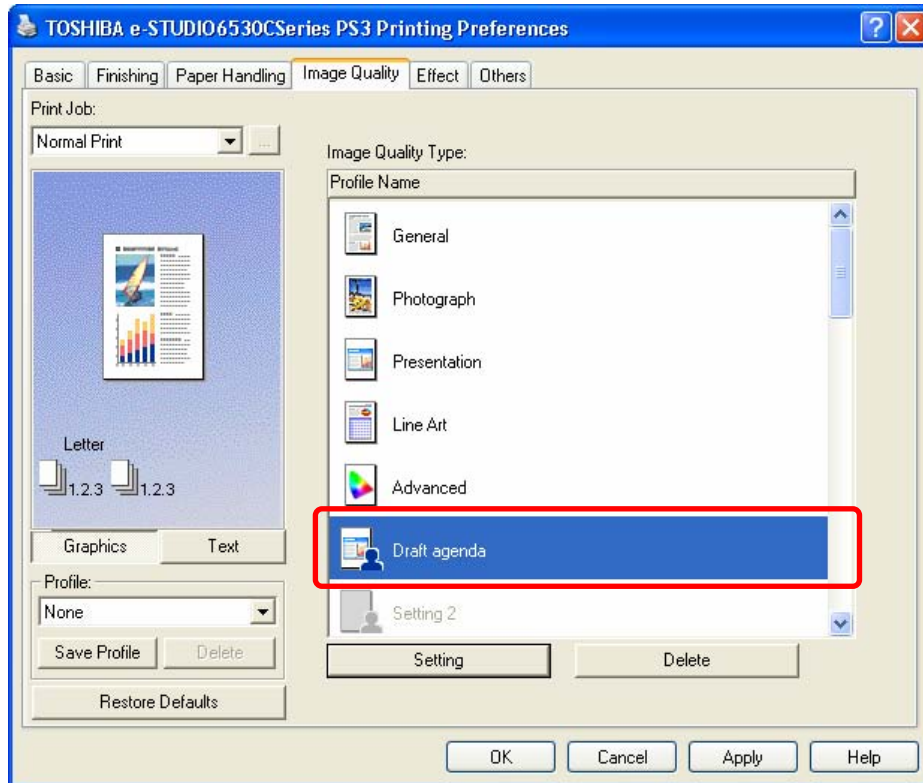 TOSHIBA e-STUDIO6530CSeries PS3 Printing Preferences
Basic Finishing Paper Handling Image Quality Effect Others
Print Job:
Normal Print
...
Image Quality Type:
Profile Name
General
Photograph
Presentation
Line Art
Advanced
Draft agenda
Setting 2
Letter
1.2.3 1.2.3
Graphics Text
Profile:
None
Save Profile Delete
Restore Defaults
Setting Delete
OK Cancel Apply Help